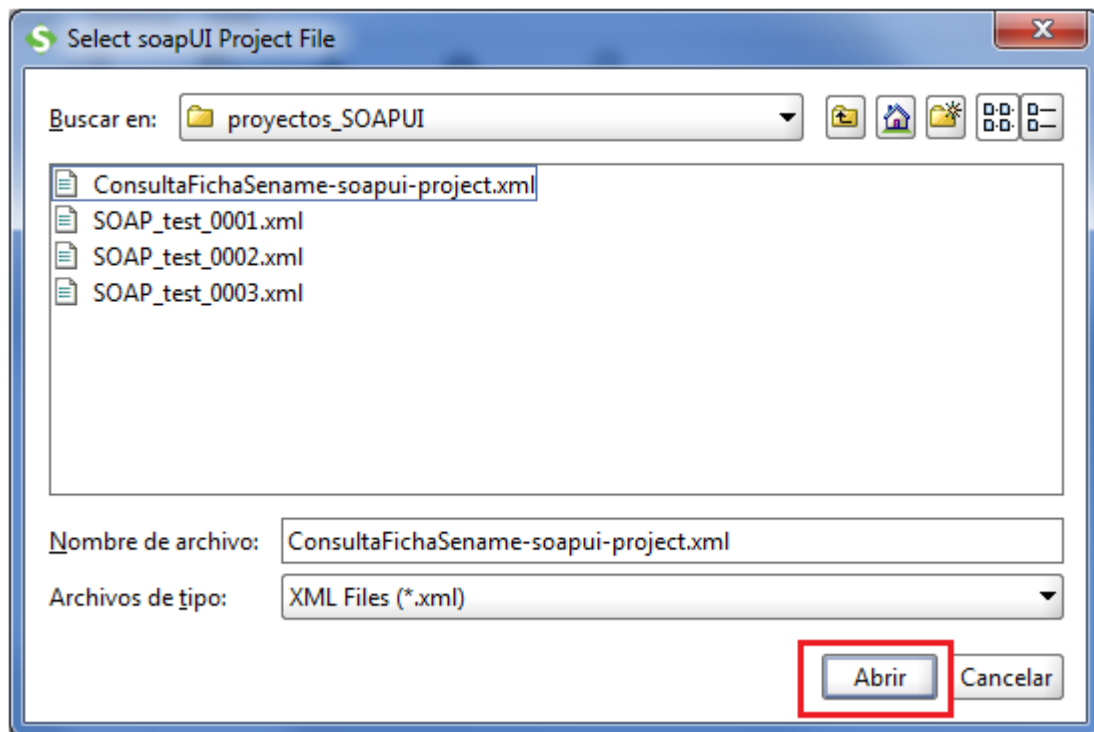 Select soapUI Project File
Buscar en: proyectos_SOAPUI
ConsultaFichaSename-soapui-project.xml
SOAP_test_0001.xml
SOAP_test_0002.xml
SOAP_test_0003.xml
Nombre de archivo: ConsultaFichaSename-soapui-project.xml
Archivos de tipo: XML Files (*.xml)
Abrir Cancelar